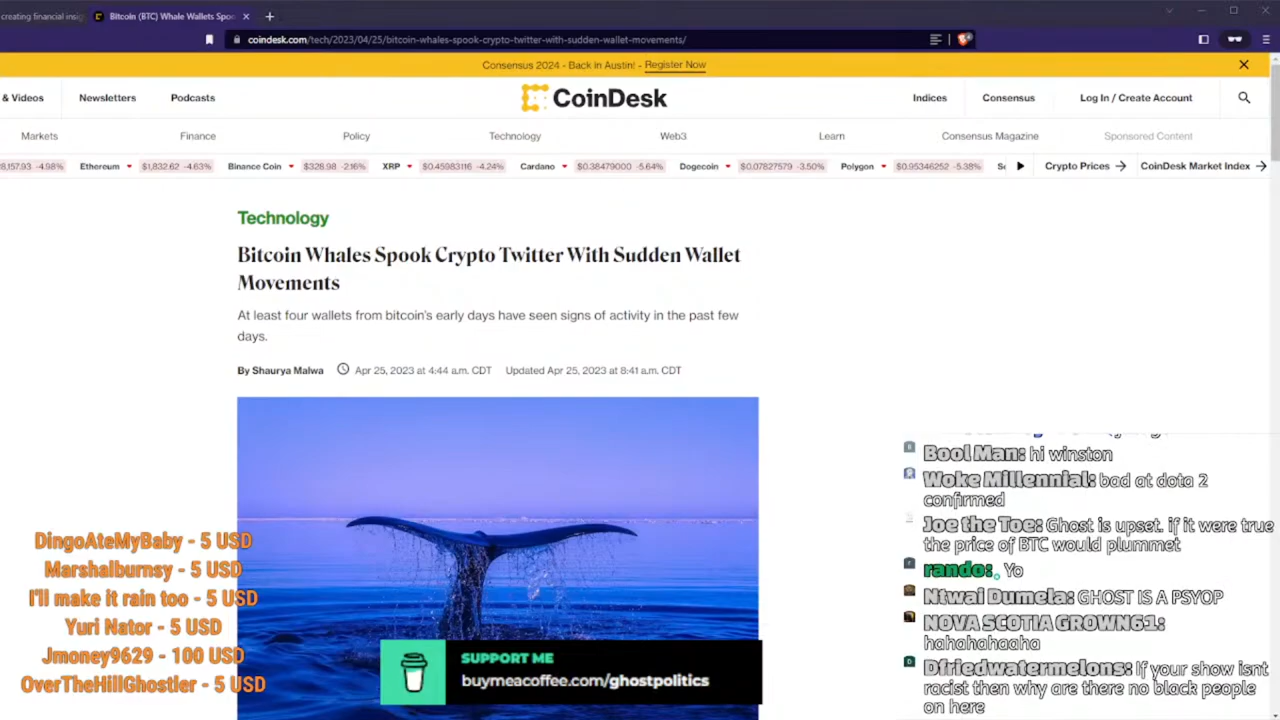 creating financial insig
Bitcoin (BTC) Whale Wallets Spoo
coindesk.com/tech/2023/04/25/bitcoin-whales-spook-crypto-twitter-with-sudden-wallet-movements/
Consensus 2024 - Back in Austin! - Register Now
& Videos Newsletters Podcasts CoinDesk Indices Consensus Log In / Create Account
Markets Finance Policy Technology Web3 Learn Consensus Magazine Sponsored Content
8,157.93 -4.98% Ethereum $1,832.62 -4.63% Binance Coin $328.98 -2.16% XRP $0.45983116 -4.24% Cardano $0.38479000 -5.64% Dogecoin $0.07827579 -3.50% Polygon $0.95346252 -5.38% Crypto Prices → CoinDesk Market Index →
Technology
Bitcoin Whales Spook Crypto Twitter With Sudden Wallet
Movements
At least four wallets from bitcoin's early days have seen signs of activity in the past few
days.
By Shaurya Malwa Apr 25, 2023 at 4:44 a.m. CDT Updated Apr 25, 2023 at 8:41 a.m. CDT
DingoAteMyBaby - 5 USD
Marshalburnsy - 5 USD
I'll make it rain too - 5 USD
Yuri Nator - 5 USD
Jmoney9629 - 100 USD
OverTheHillGhostler - 5 USD
SUPPORT ME
buymeacoffee.com/ghostpolitics
Bool Man: hi winston
Woke Millennial: bad at dota 2
confirmed
Joe the Toe: Ghost is upset. if it were true
the price of BTC would plummet
rando: Yo
Ntwai Dumela: GHOST IS A PSYOP
NOVA SCOTIA GROWN61:
hahahahaaha
Dfriedwatermelons: If your show isnt
racist then why are there no black people
on here